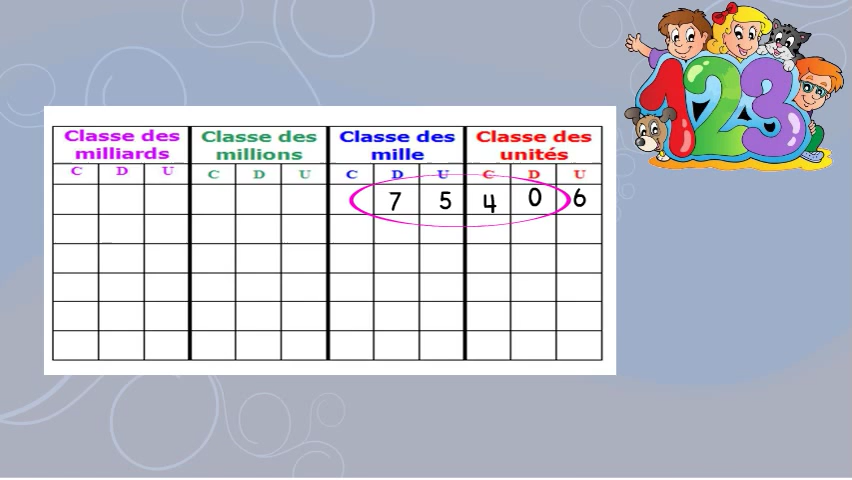 123
Classe des milliards Classe des millions Classe des mille Classe des unités
C D U C D U C D U C D U
7 5 4 0 6